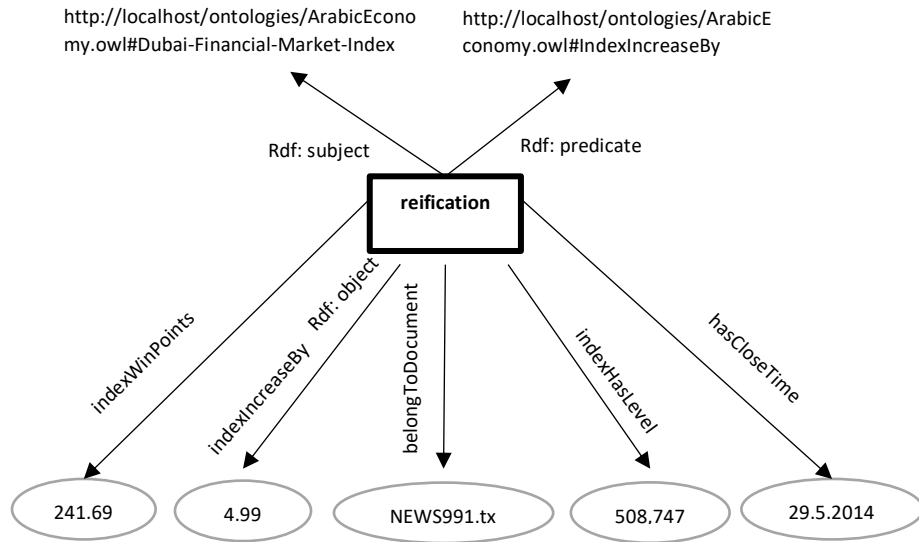 http://localhost/ontologies/ArabicEcono
my.owl#Dubai-Financial-Market-Index
http://localhost/ontologies/ArabicE
conomy.owl#IndexIncreaseBy
Rdf: subject
Rdf: predicate
reification
indexWinPoints
indexIncreaseBy Rdf: object
belongToDocument
indexHasLevel
hasCloseTime
241.69
4.99
NEWS991.tx
508,747
29.5.2014